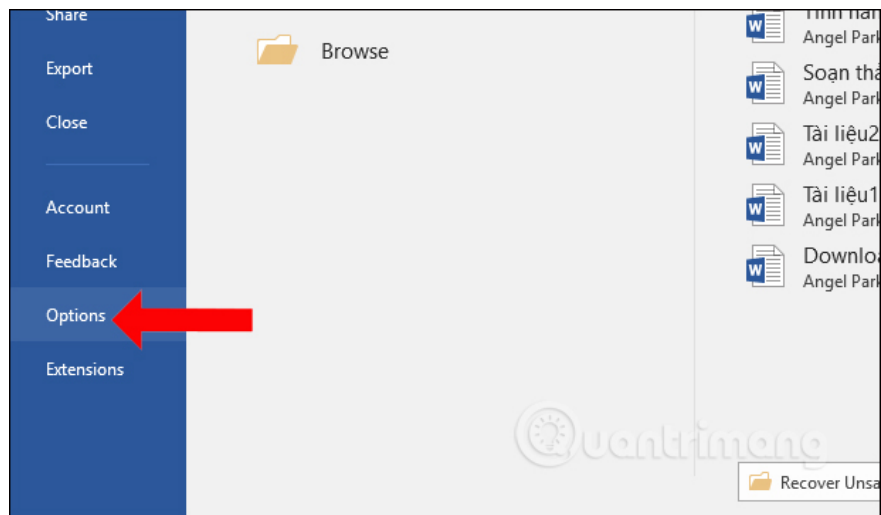 Share
Export
Close
Account
Feedback
Options
Extensions
Browse
Angel Park
Soạn thả
Angel Park
Tài liệu2
Angel Park
Tài liệu1
Angel Park
Downloa
Angel Park
Quantrimang
Recover Unsa